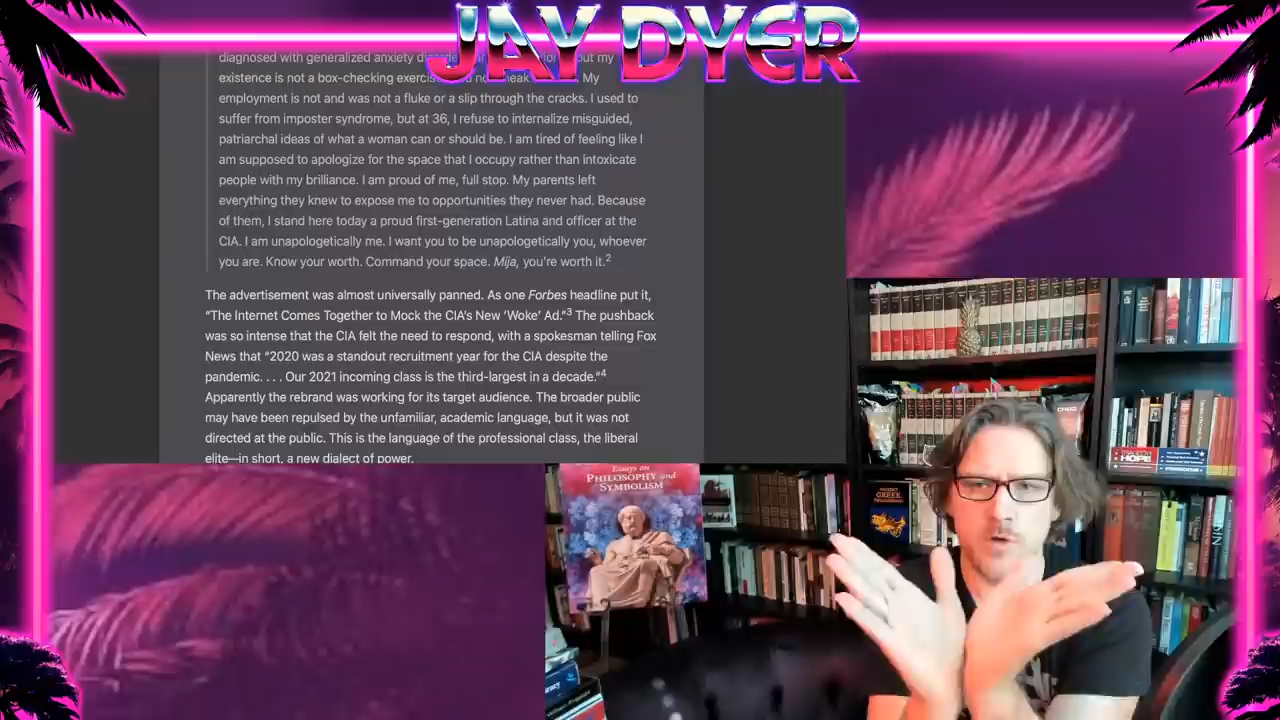 JAY DYER
diagnosed with generalized anxiety but my
existence is not a box-checking My
employment is not and was not a fluke or a slip through the cracks. I used to
suffer from imposter syndrome, but at 36, I refuse to internalize misguided,
patriarchal ideas of what a woman can or should be. I am tired of feeling like I
am supposed to apologize for the space that I occupy rather than intoxicate
people with my brilliance. I am proud of me, full stop. My parents left
everything they knew to expose me to opportunities they never had. Because
of them, I stand here today a proud first-generation Latina and officer at the
CIA. I am unapologetically me. I want you to be unapologetically you, whoever
you are. Know your worth. Command your space. Mija, you're worth it.2
The advertisement was almost universally panned. As one Forbes headline put it,
“The Internet Comes Together to Mock the CIA's New ‘Woke’ Ad.”3 The pushback
was so intense that the CIA felt the need to respond, with a spokesman telling Fox
News that “2020 was a standout recruitment year for the CIA despite the
pandemic. . . . Our 2021 incoming class is the third-largest in a decade.”4
Apparently the rebrand was working for its target audience. The broader public
may have been repulsed by the unfamiliar, academic language, but it was not
directed at the public. This is the language of the professional class, the liberal
elite—in short, a new dialect of power.
Essays on
PHILOSOPHY and
SYMBOLISM
GREEK
HOPE